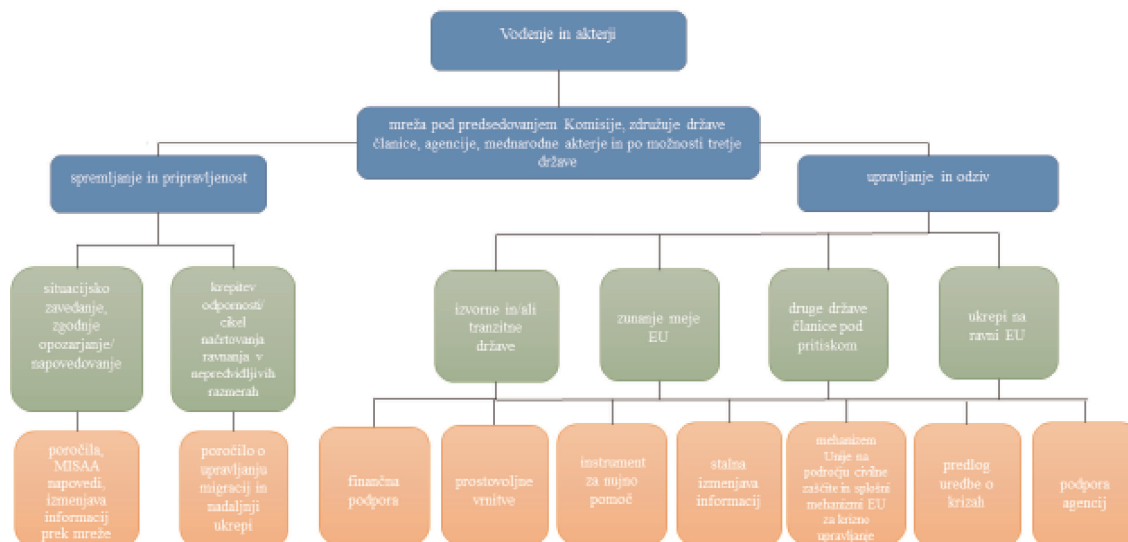 Vodenje in akterji
mreža pod predsedovanjem Komisije, združuje države
članice, agencije, mednarodne akterje in po možnosti tretje
države
spremljanje in pripravljenost
upravljanje in odziv
situacijsko
zavedanje,
zgodnje
opozarjanje/
napovedovanje
krepitev
odpornosti/
cikel
načrtovanja
ravnanja v
nepredvidljivih
razmerah
izvorne in/ali
tranzitne
države
zunanje meje
EU
druge države
članice pod
pritiskom
ukrepi na
ravni EU
poročila,
MISAA
napovedi,
izmenjava
informacij
prek mreže
poročilo o
upravljanju
migracij in
nadaljnji
ukrepi
finančna
podpora
prostovoljne
vrnitve
instrument
za nujno
pomoč
stalna
izmenjava
informacij
mehanizem
Unije na
področju civilne
zaščite in splošni
mehanizmi EU
za krizno
upravljanje
predlog
uredbe o
krizah
podpora
agencij